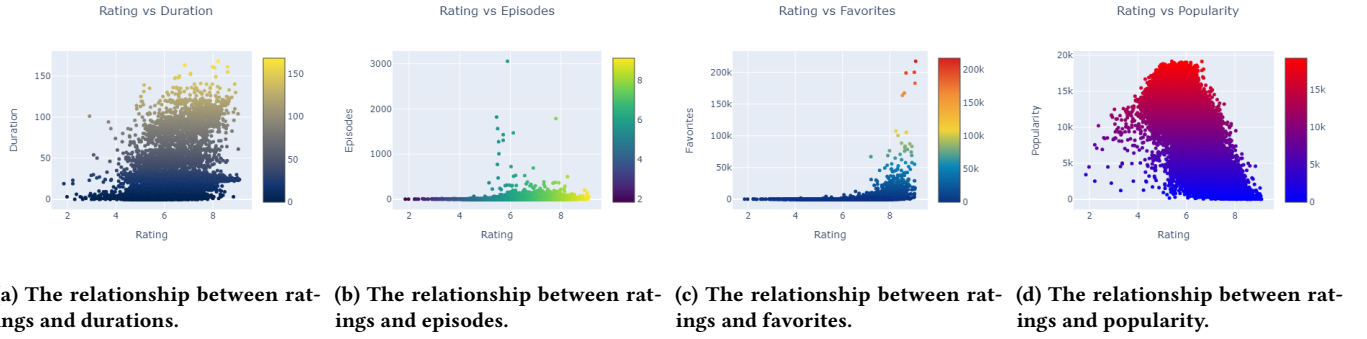 Rating vs Duration
150
100
50
0
2
4
6
8
Duration
Rating
150
100
50
0
Rating vs Episodes
3000
2000
1000
0
2
4
6
8
Episodes
Rating
8
6
4
2
Rating vs Favorites
200k
150k
100k
50k
0
2
4
6
8
Favorites
Rating
200k
150k
100k
50k
0
Rating vs Popularity
20k
15k
10k
5k
0
2
4
6
8
Popularity
Rating
15k
10k
5k
0
a) The relationship between rat-
ngs and durations.
(b) The relationship between rat-
ings and episodes.
(c) The relationship between rat-
ings and favorites.
(d) The relationship between rat-
ings and popularity.